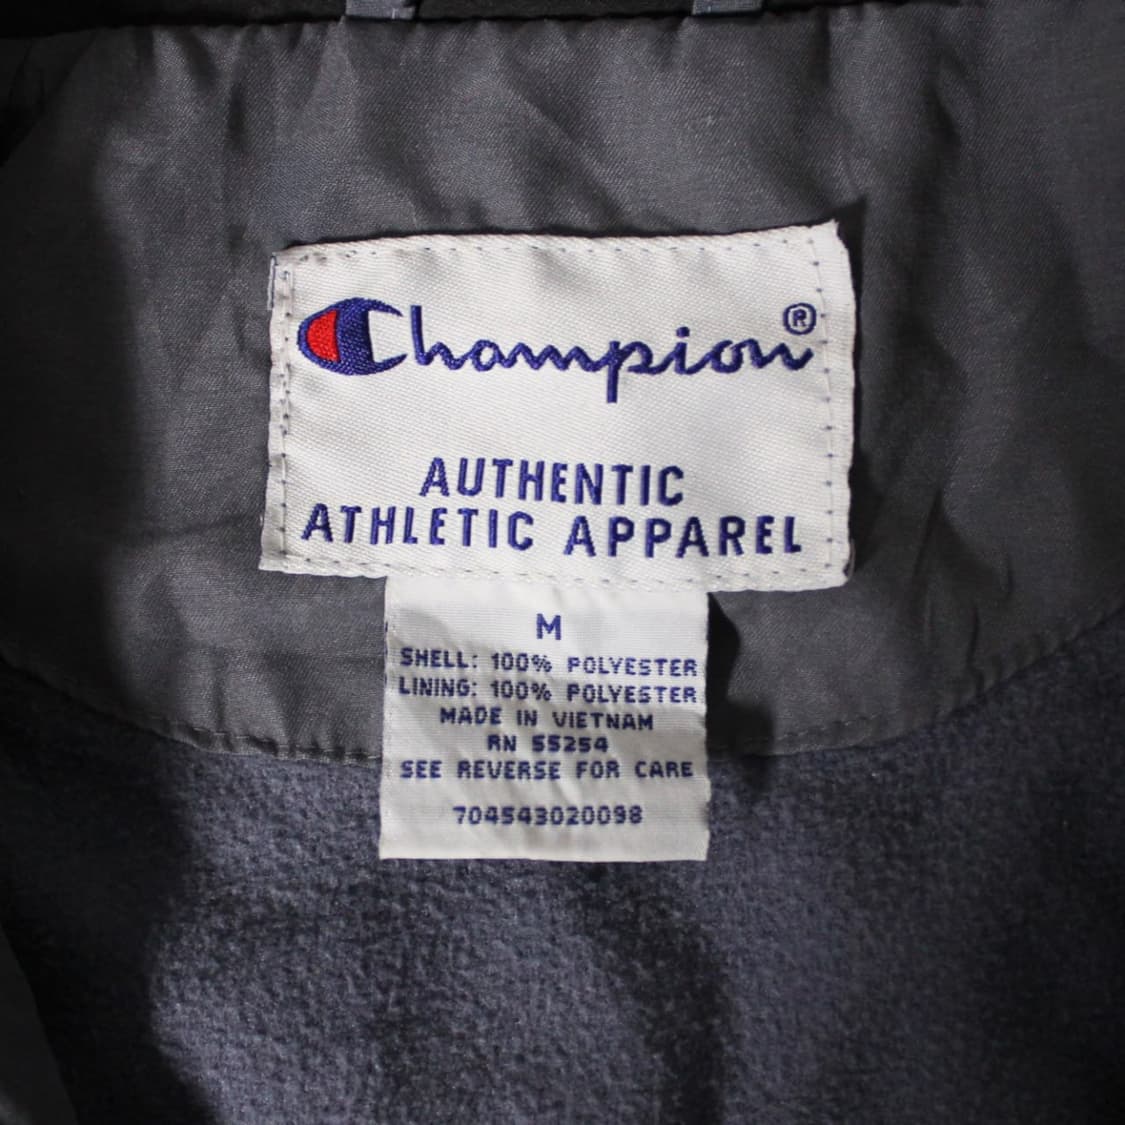 Champion®
AUTHENTIC
ATHLETIC APPAREL
M
SHELL: 100% POLYESTER
LINING: 100% POLYESTER
MADE IN VIETNAM
RN 55254
SEE REVERSE FOR CARE
704543020098